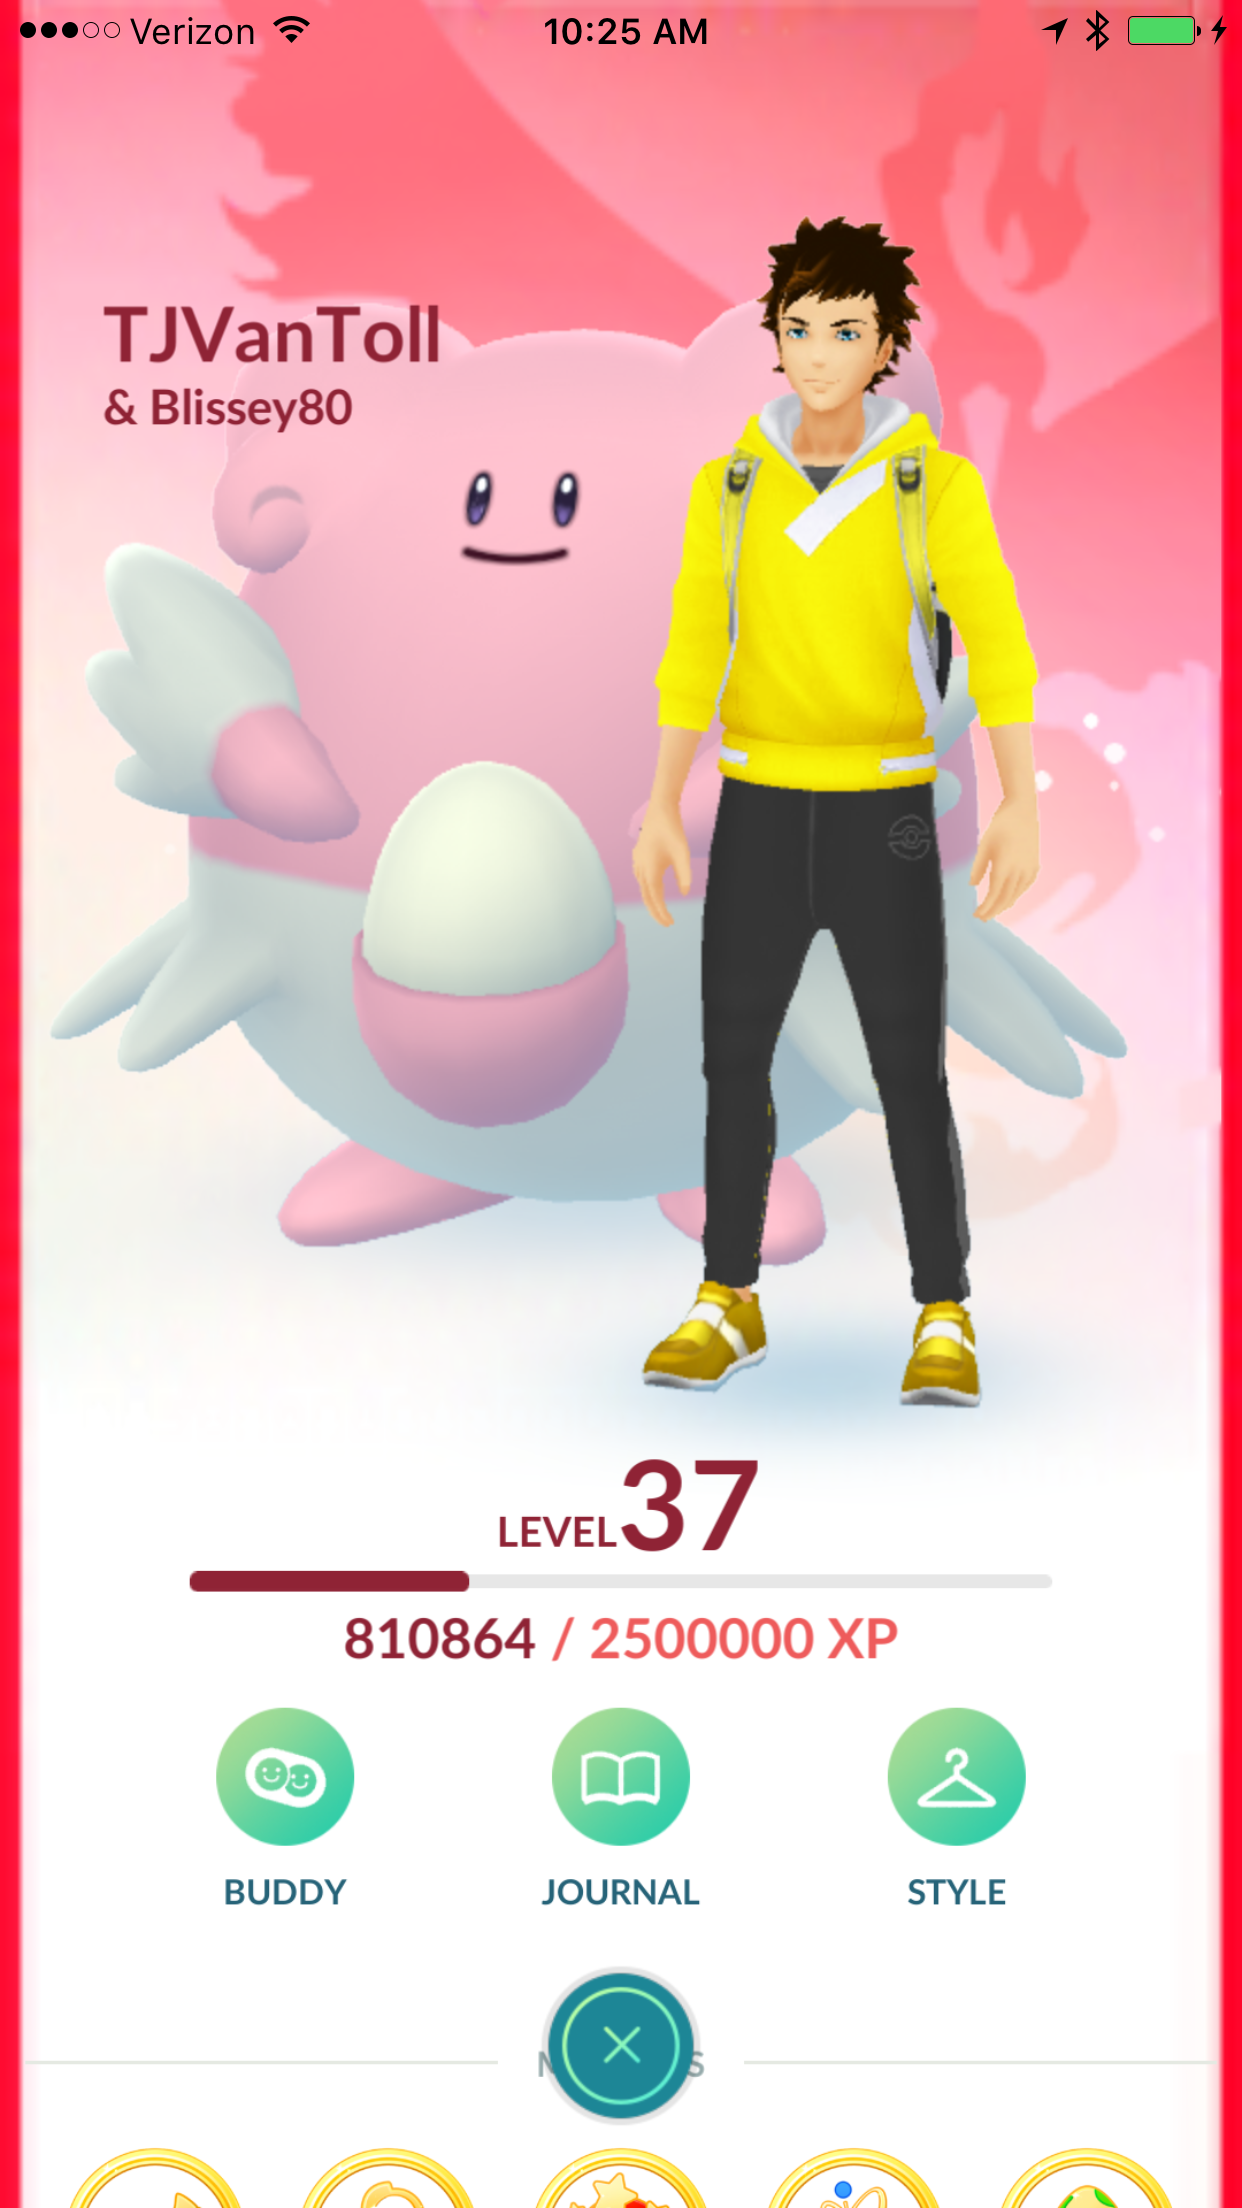 Verizon 10:25 AM
TJVanToll
& Blissey80
LEVEL 37
810864 / 2500000 XP
BUDDY JOURNAL STYLE